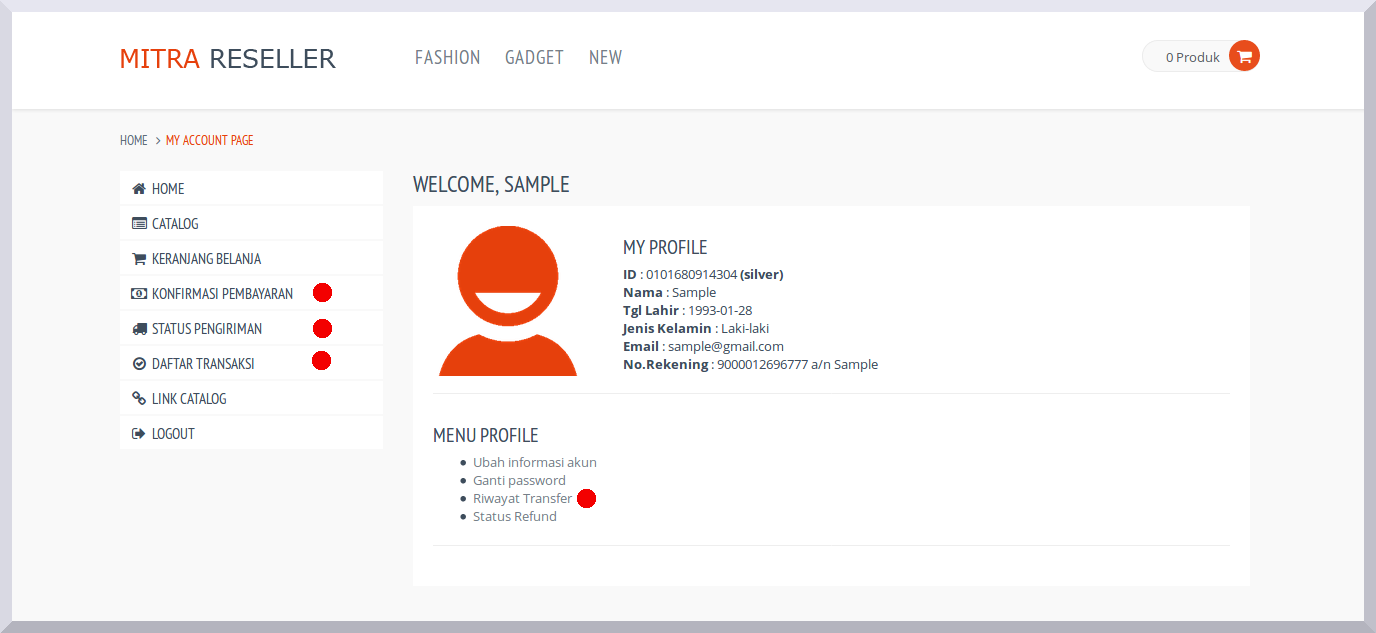 MITRA RESELLER
FASHION GADGET NEW
0 Produk
HOME > MY ACCOUNT PAGE
HOME
CATALOG
KERANJANG BELANJA
KONFIRMASI PEMBAYARAN
STATUS PENGIRIMAN
DAFTAR TRANSAKSI
LINK CATALOG
LOGOUT
WELCOME, SAMPLE
MY PROFILE
ID : 0101680914304 (silver)
Nama : Sample
Tgl Lahir : 1993-01-28
Jenis Kelamin : Laki-laki
Email : sample@gmail.com
No.Rekening : 9000012696777 a/n Sample
MENU PROFILE
Ubah informasi akun
Ganti password
Riwayat Transfer
Status Refund